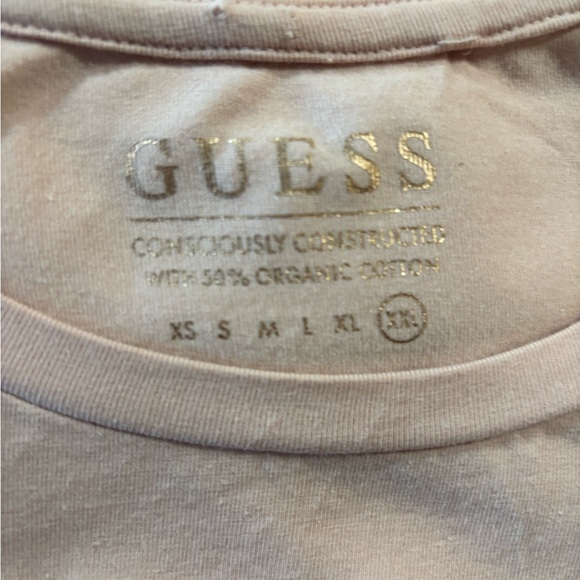 GUESS
CONSCIOUSLY CONSTRUCTED
WITH 50% ORGANIC COTTON
XS S M L XL XXL